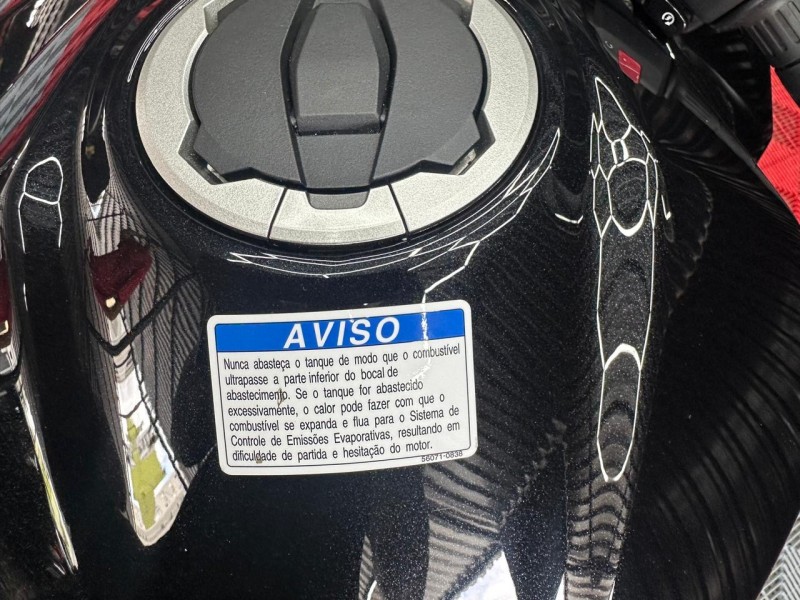 AVISO
Nunca abasteça o tanque de modo que o combustível
ultrapasse a parte inferior do bocal de
abastecimento. Se o tanque for abastecido
excessivamente, o calor pode fazer com que o
combustível se expanda e flua para o Sistema de
Controle de Emissões Evaporativas, resultando em
dificuldade de partida e hesitação do motor.
56071-0838